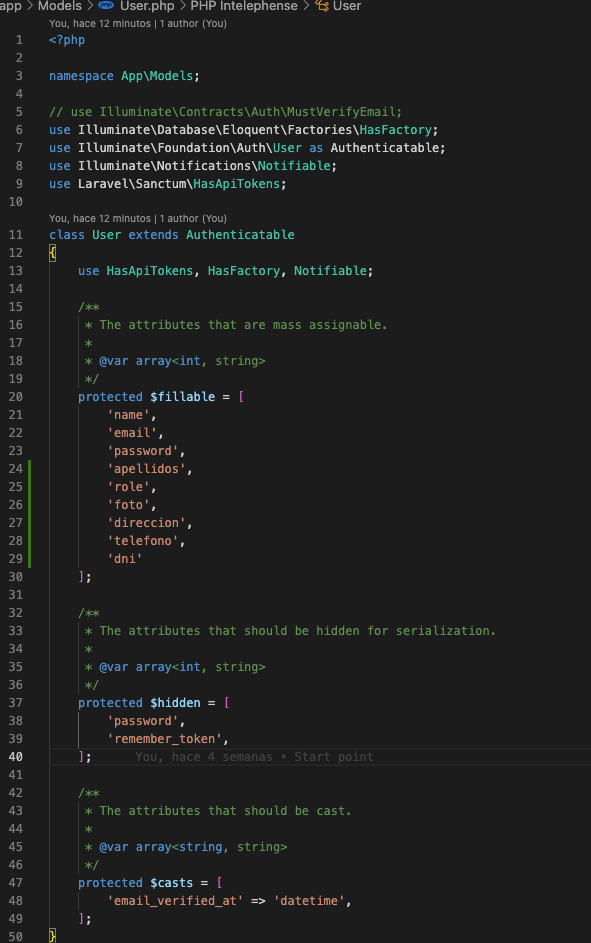 app > Models > php User.php > PHP Intelephense > User
You, hace 12 minutos | 1 author (You)
1 <?php
2
3 namespace App\Models;
4
5 // use Illuminate\Contracts\Auth\MustVerifyEmail;
6 use Illuminate\Database\Eloquent\Factories\HasFactory;
7 use Illuminate\Foundation\Auth\User as Authenticatable;
8 use Illuminate\Notifications\Notifiable;
9 use Laravel\Sanctum\HasApiTokens;
10
You, hace 12 minutos | 1 author (You)
11 class User extends Authenticatable
12 {
13     use HasApiTokens, HasFactory, Notifiable;
14
15     /**
16      * The attributes that are mass assignable.
17      *
18      * @var array<int, string>
19      */
20     protected $fillable = [
21         'name',
22         'email',
23         'password',
24         'apellidos',
25         'role',
26         'foto',
27         'direccion',
28         'telefono',
29         'dni'
30     ];
31
32     /**
33      * The attributes that should be hidden for serialization.
34      *
35      * @var array<int, string>
36      */
37     protected $hidden = [
38         'password',
39         'remember_token',
40     ];      You, hace 4 semanas • Start point
41
42     /**
43      * The attributes that should be cast.
44      *
45      * @var array<string, string>
46      */
47     protected $casts = [
48         'email_verified_at' => 'datetime',
49     ];
50 }